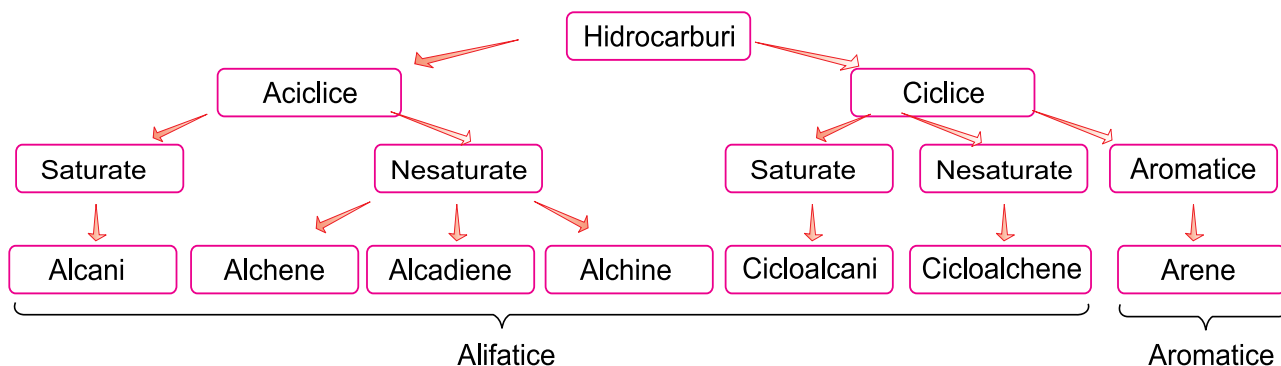 Hidrocarburi
Aciclice
Ciclice
Saturate
Nesaturate
Saturate
Nesaturate
Aromatice
Alcani
Alchene
Alcadiene
Alchine
Cicloalcani
Cicloalchene
Arene
Alifatice
Aromatice